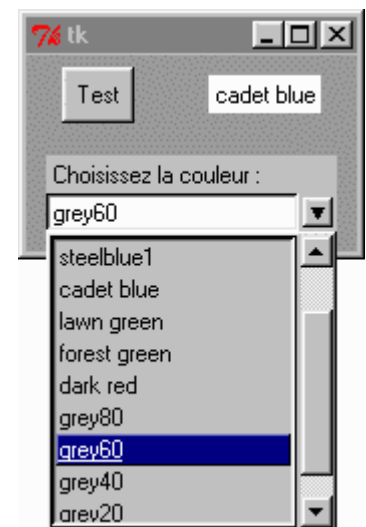 tk
Test
cadet blue
Choisissez la couleur :
grey60
steelblue1
cadet blue
lawn green
forest green
dark red
grey80
grey60
grey40
grey20